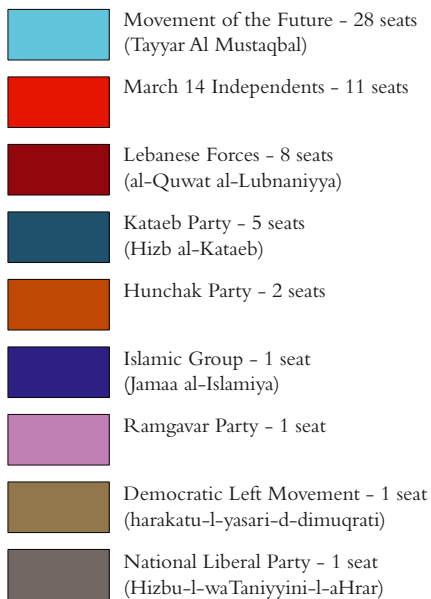 Movement of the Future - 28 seats
(Tayyar Al Mustaqbal)
March 14 Independents - 11 seats
Lebanese Forces - 8 seats
(al-Quwat al-Lubnaniyya)
Kataeb Party - 5 seats
(Hizb al-Kataeb)
Hunchak Party - 2 seats
Islamic Group - 1 seat
(Jamaa al-Islamiya)
Ramgavar Party - 1 seat
Democratic Left Movement - 1 seat
(harakatu-l-yasari-d-dimuqrati)
National Liberal Party - 1 seat
(Hizbu-l-waTaniyyini-l-aHrar)